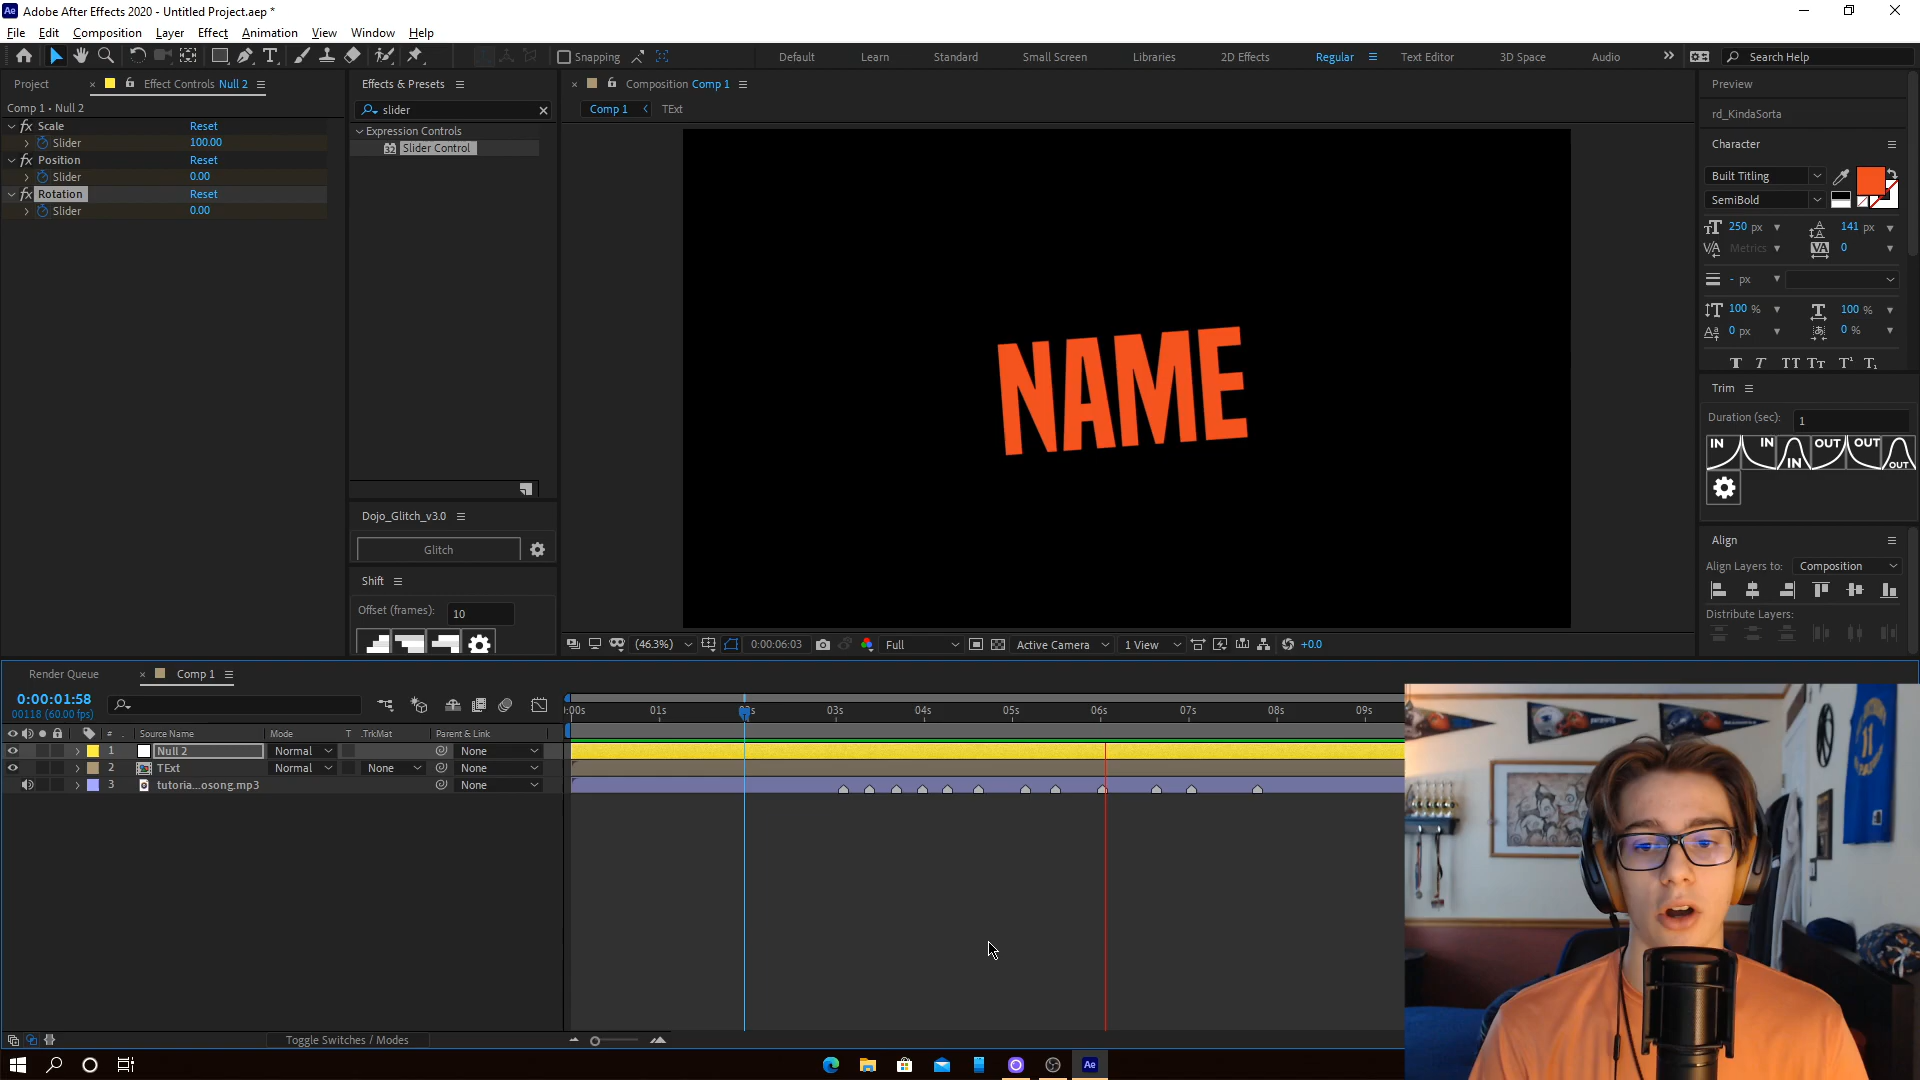 Adobe After Effects 2020 - Untitled Project.aep *
File Edit Composition Layer Effect Animation View Window Help
Snapping Default Learn Standard Small Screen Libraries 2D Effects Regular Text Editor 3D Space Audio Search Help
Project Effect Controls Null 2
Comp 1 • Null 2
Scale Reset
Slider 100.00
Position Reset
Slider 0.00
Rotation Reset
Slider 0.00
Effects & Presets
slider
Expression Controls
Slider Control
Dojo_Glitch_v3.0
Glitch
Shift
Offset (frames): 10
Composition Comp 1
Comp 1 TExt
NAME
(46.3%) 0:00:06:03 Full Active Camera 1 View +0.0
Preview
rd_KindaSorta
Character
Built Titling
SemiBold
250 px 141 px
Metrics 0
- px
100 % 100 %
0 px 0 %
Trim
Duration (sec): 1
IN IN IN OUT OUT OUT
Align
Align Layers to: Composition
Distribute Layers:
Render Queue Comp 1
0:00:01:58
00118 (60.00 fps)
:00s 01s 03s 04s 05s 06s 07s 08s 09s
# Source Name Mode T .TrkMat Parent & Link
1 Null 2 Normal None
2 TExt Normal None None
3 tutoria...osong.mp3 None
Toggle Switches / Modes
Ae